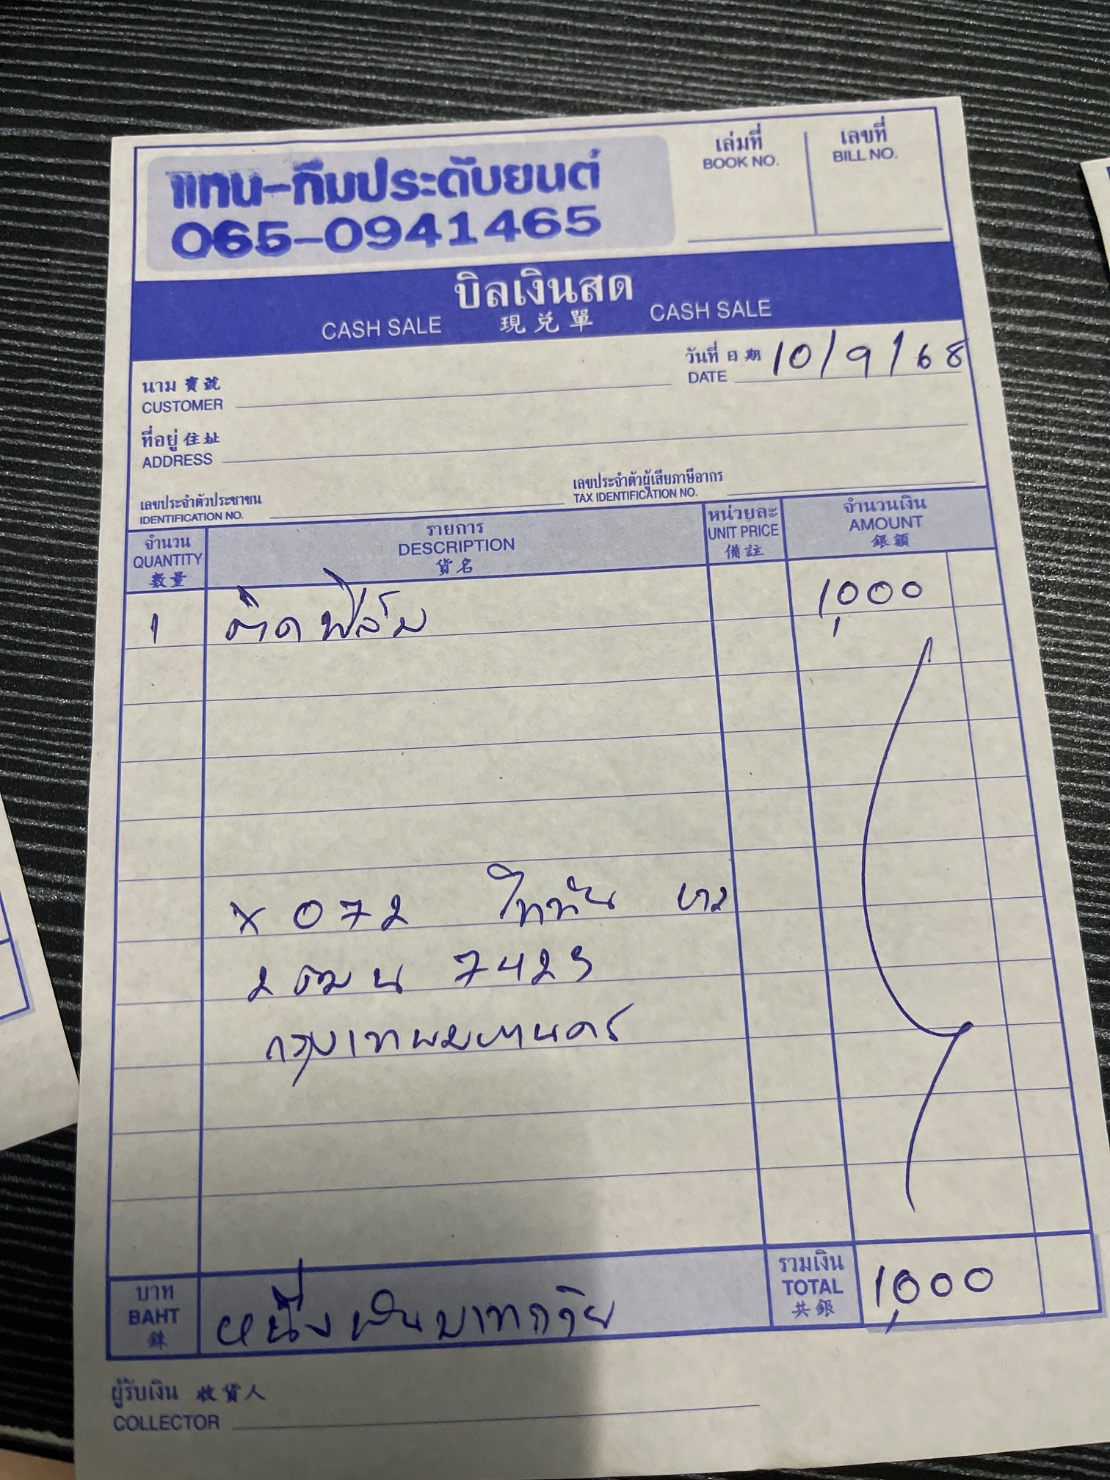 แทน-ทีมประดับยนต์
065-0941465
เล่มที่
BOOK NO.
เลขที่
BILL NO.
บิลเงินสด
CASH SALE 現兌單 CASH SALE
วันที่ 日期 10/9/68
DATE
นาม 寶號
CUSTOMER
ที่อยู่ 住址
ADDRESS
เลขประจำตัวประชาชน
IDENTIFICATION NO.
เลขประจำตัวผู้เสียภาษีอากร
TAX IDENTIFICATION NO.
จำนวน
QUANTITY
數量
รายการ
DESCRIPTION
貨名
หน่วยละ
UNIT PRICE
備註
จำนวนเงิน
AMOUNT
銀額
1 ติดฟิล์ม 1,000
X 072 ไททัน
2ฒน 7423
กรุงเทพมหานคร
บาท
BAHT
銖
หนึ่งพันบาทถ้วย
รวมเงิน
TOTAL
共銀
1,000
ผู้รับเงิน 收貨人
COLLECTOR